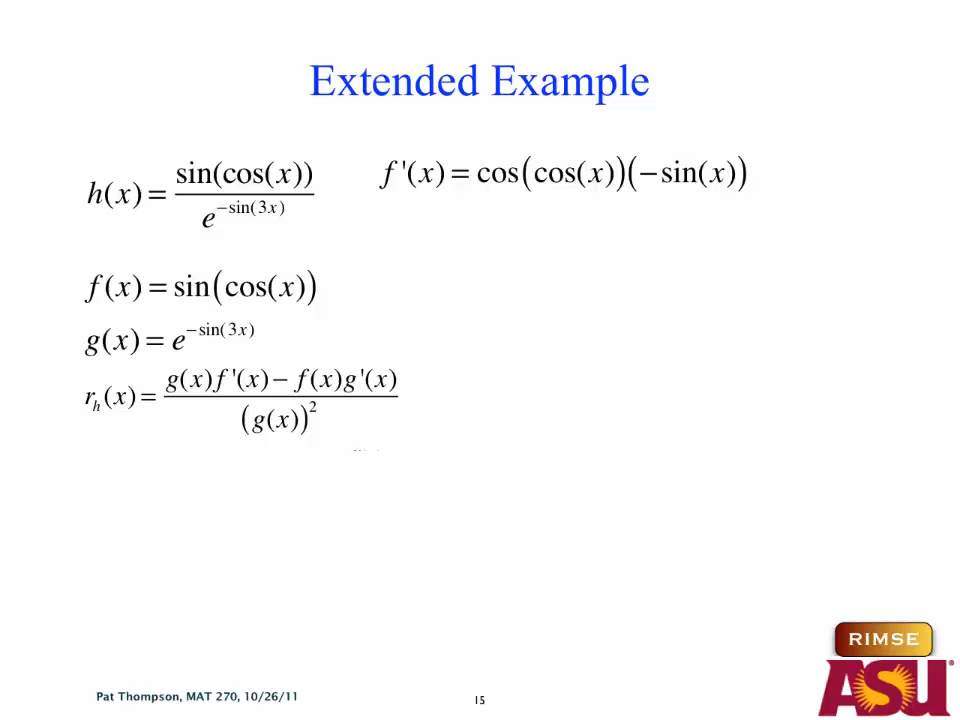 Extended Example
h(x) = sin(cos(x)) / e^{−sin(3x)}
f '(x) = cos(cos(x))(−sin(x))
f(x) = sin(cos(x))
g(x) = e^{−sin(3x)}
r_h(x) = (g(x)f '(x) − f(x)g '(x)) / (g(x))^2
RIMSE
ASU®
Pat Thompson, MAT 270, 10/26/11
15